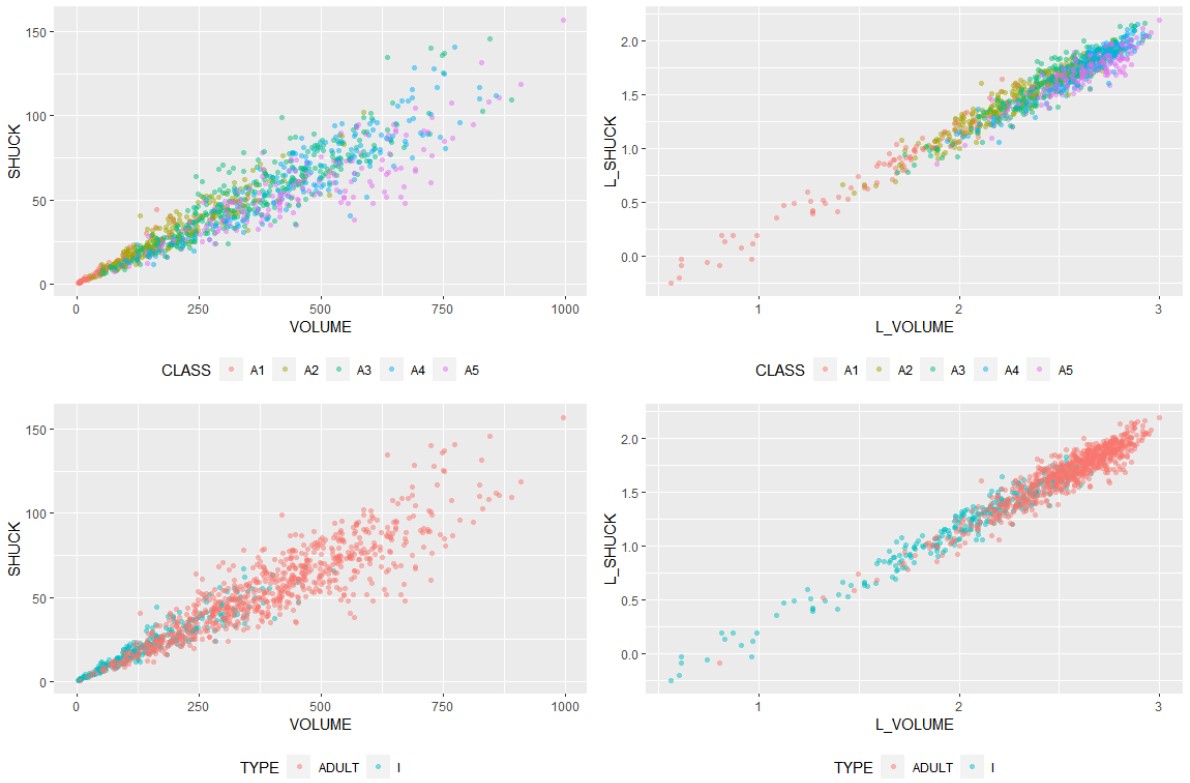 150
100
50
0
SHUCK
0 250 500 750 1000
VOLUME
CLASS A1 A2 A3 A4 A5
2.0
1.5
1.0
0.5
0.0
L_SHUCK
1 2 3
L_VOLUME
CLASS A1 A2 A3 A4 A5
150
100
50
0
SHUCK
0 250 500 750 1000
VOLUME
TYPE ADULT I
2.0
1.5
1.0
0.5
0.0
L_SHUCK
1 2 3
L_VOLUME
TYPE ADULT I